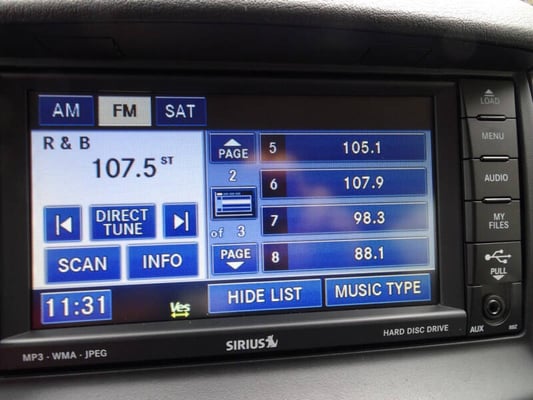 AM FM SAT
LOAD
R & B
107.5 ST
PAGE
5 105.1
MENU
2
6 107.9
DIRECT TUNE
7 98.3
AUDIO
of 3
MY FILES
SCAN INFO
PAGE
8 88.1
PULL
11:31
Yes
HIDE LIST
MUSIC TYPE
AUX
RBZ
MP3 - WMA - JPEG
SIRIUS
HARD DISC DRIVE